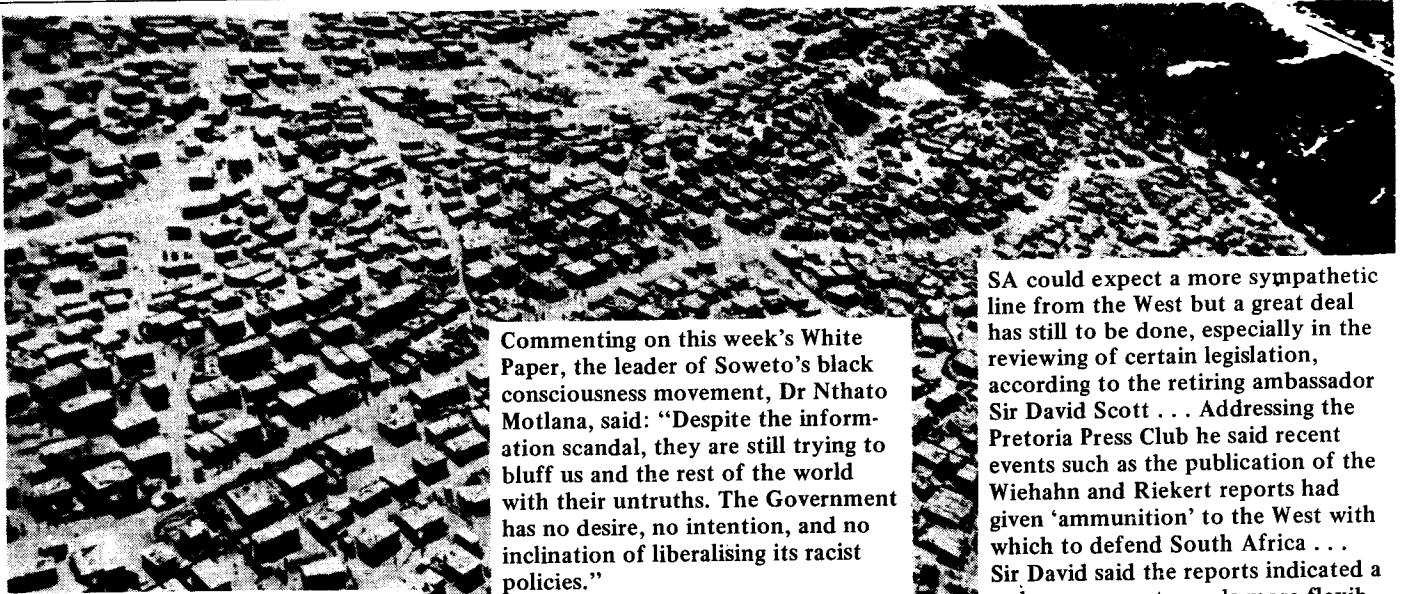 Commenting on this week's White
Paper, the leader of Soweto's black
consciousness movement, Dr Nthato
Motlana, said: “Despite the inform-
ation scandal, they are still trying to
bluff us and the rest of the world
with their untruths. The Government
has no desire, no intention, and no
inclination of liberalising its racist
policies.”
SA could expect a more sympathetic
line from the West but a great deal
has still to be done, especially in the
reviewing of certain legislation,
according to the retiring ambassador
Sir David Scott . . . Addressing the
Pretoria Press Club he said recent
events such as the publication of the
Wiehahn and Riekert reports had
given ‘ammunition’ to the West with
which to defend South Africa . . .
Sir David said the reports indicated a